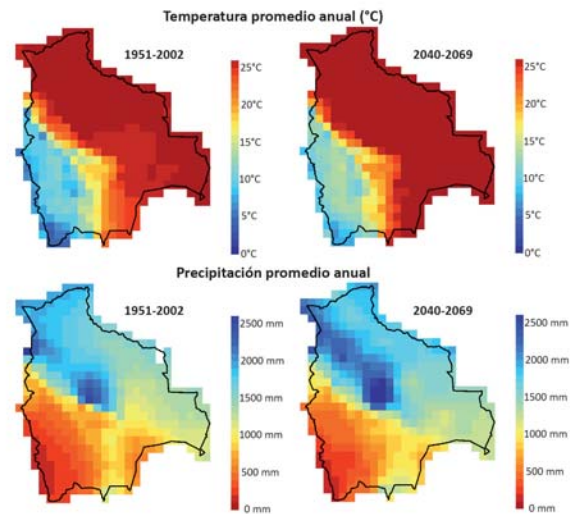 Temperatura promedio anual (°C)
1951-2002
2040-2069
25°C
20°C
15°C
10°C
5°C
0°C
25°C
20°C
15°C
10°C
5°C
0°C
Precipitación promedio anual
1951-2002
2040-2069
2500 mm
2000 mm
1500 mm
1000 mm
500 mm
0 mm
2500 mm
2000 mm
1500 mm
1000 mm
500 mm
0 mm